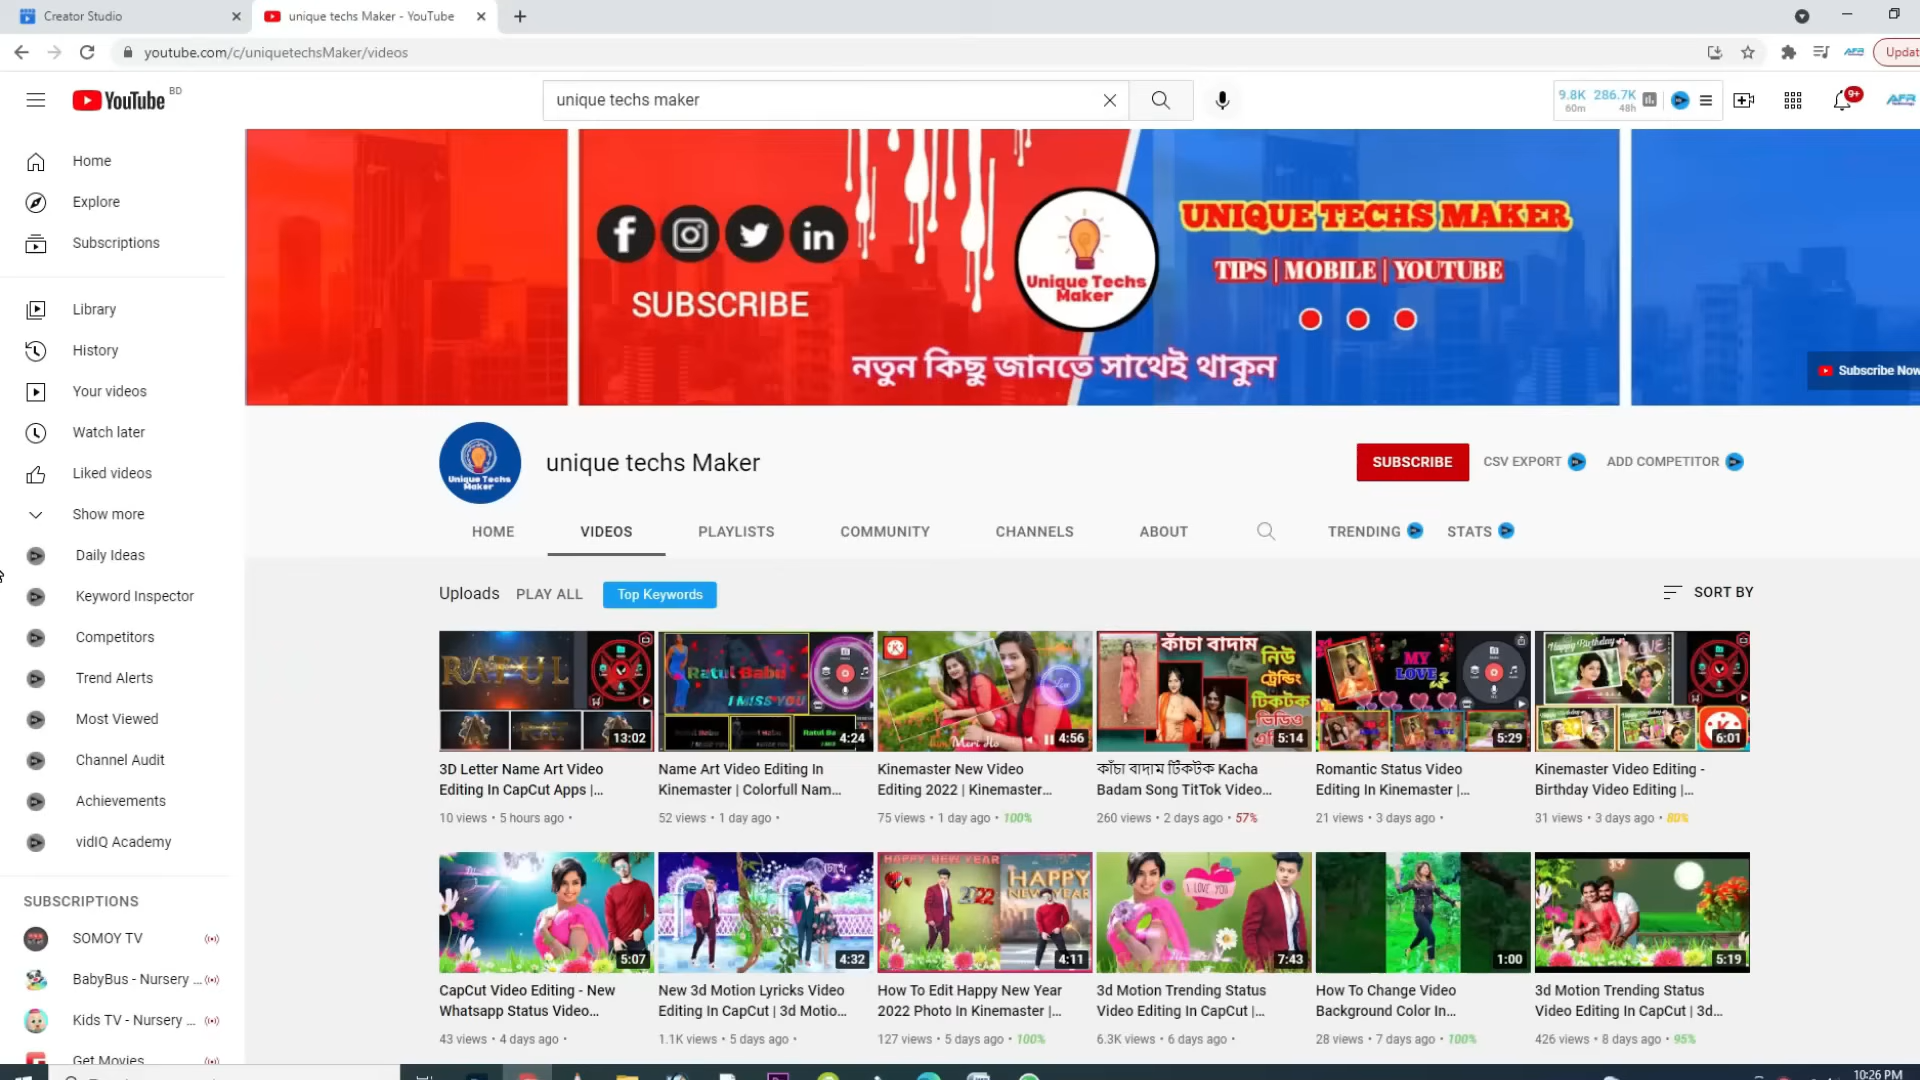 Creator Studio
unique techs Maker - YouTube
youtube.com/c/uniquetechsMaker/videos
Updat
YouTube BD
unique techs maker
9.8K 286.7K
60m 48h
9+
AFR
Home
Explore
Subscriptions
Library
History
Your videos
Watch later
Liked videos
Show more
Daily Ideas
Keyword Inspector
Competitors
Trend Alerts
Most Viewed
Channel Audit
Achievements
vidIQ Academy
SUBSCRIPTIONS
SOMOY TV
BabyBus - Nursery ...
Kids TV - Nursery ...
Get Movies
SUBSCRIBE
Unique Techs
Maker
UNIQUE TECHS MAKER
TIPS | MOBILE | YOUTUBE
নতুন কিছু জানতে সাথেই থাকুন
Subscribe Now
Unique Techs
Maker
unique techs Maker
SUBSCRIBE
CSV EXPORT
ADD COMPETITOR
HOME
VIDEOS
PLAYLISTS
COMMUNITY
CHANNELS
ABOUT
TRENDING
STATS
Uploads
PLAY ALL
Top Keywords
SORT BY
RATUL
13:02
Ratul Babu
I MISS YOU
4:24
4:56
কাঁচা বাদাম
নিউ
ট্রেন্ডিং
টিকটক
ভিডিও
5:14
MY
LOVE
5:29
Happy Birthday
LOVE
6:01
3D Letter Name Art Video
Editing In CapCut Apps |...
10 views • 5 hours ago •
Name Art Video Editing In
Kinemaster | Colorfull Nam...
52 views • 1 day ago •
Kinemaster New Video
Editing 2022 | Kinemaster...
75 views • 1 day ago • 100%
কাঁচা বাদাম টিকটক Kacha
Badam Song TitTok Video...
260 views • 2 days ago • 57%
Romantic Status Video
Editing In Kinemaster |...
21 views • 3 days ago •
Kinemaster Video Editing -
Birthday Video Editing |...
31 views • 3 days ago • 80%
5:07
4:32
HAPPY NEW YEAR
2022
HAPPY
NEW YEAR
4:11
I LOVE YOU
7:43
1:00
5:19
CapCut Video Editing - New
Whatsapp Status Video...
43 views • 4 days ago •
New 3d Motion Lyrics Video
Editing In CapCut | 3d Motio...
1.1K views • 5 days ago •
How To Edit Happy New Year
2022 Photo In Kinemaster |...
127 views • 5 days ago • 100%
3d Motion Trending Status
Video Editing In CapCut |...
6.3K views • 6 days ago •
How To Change Video
Background Color In...
28 views • 7 days ago • 100%
3d Motion Trending Status
Video Editing In CapCut | 3d...
426 views • 8 days ago • 95%
10:26 PM